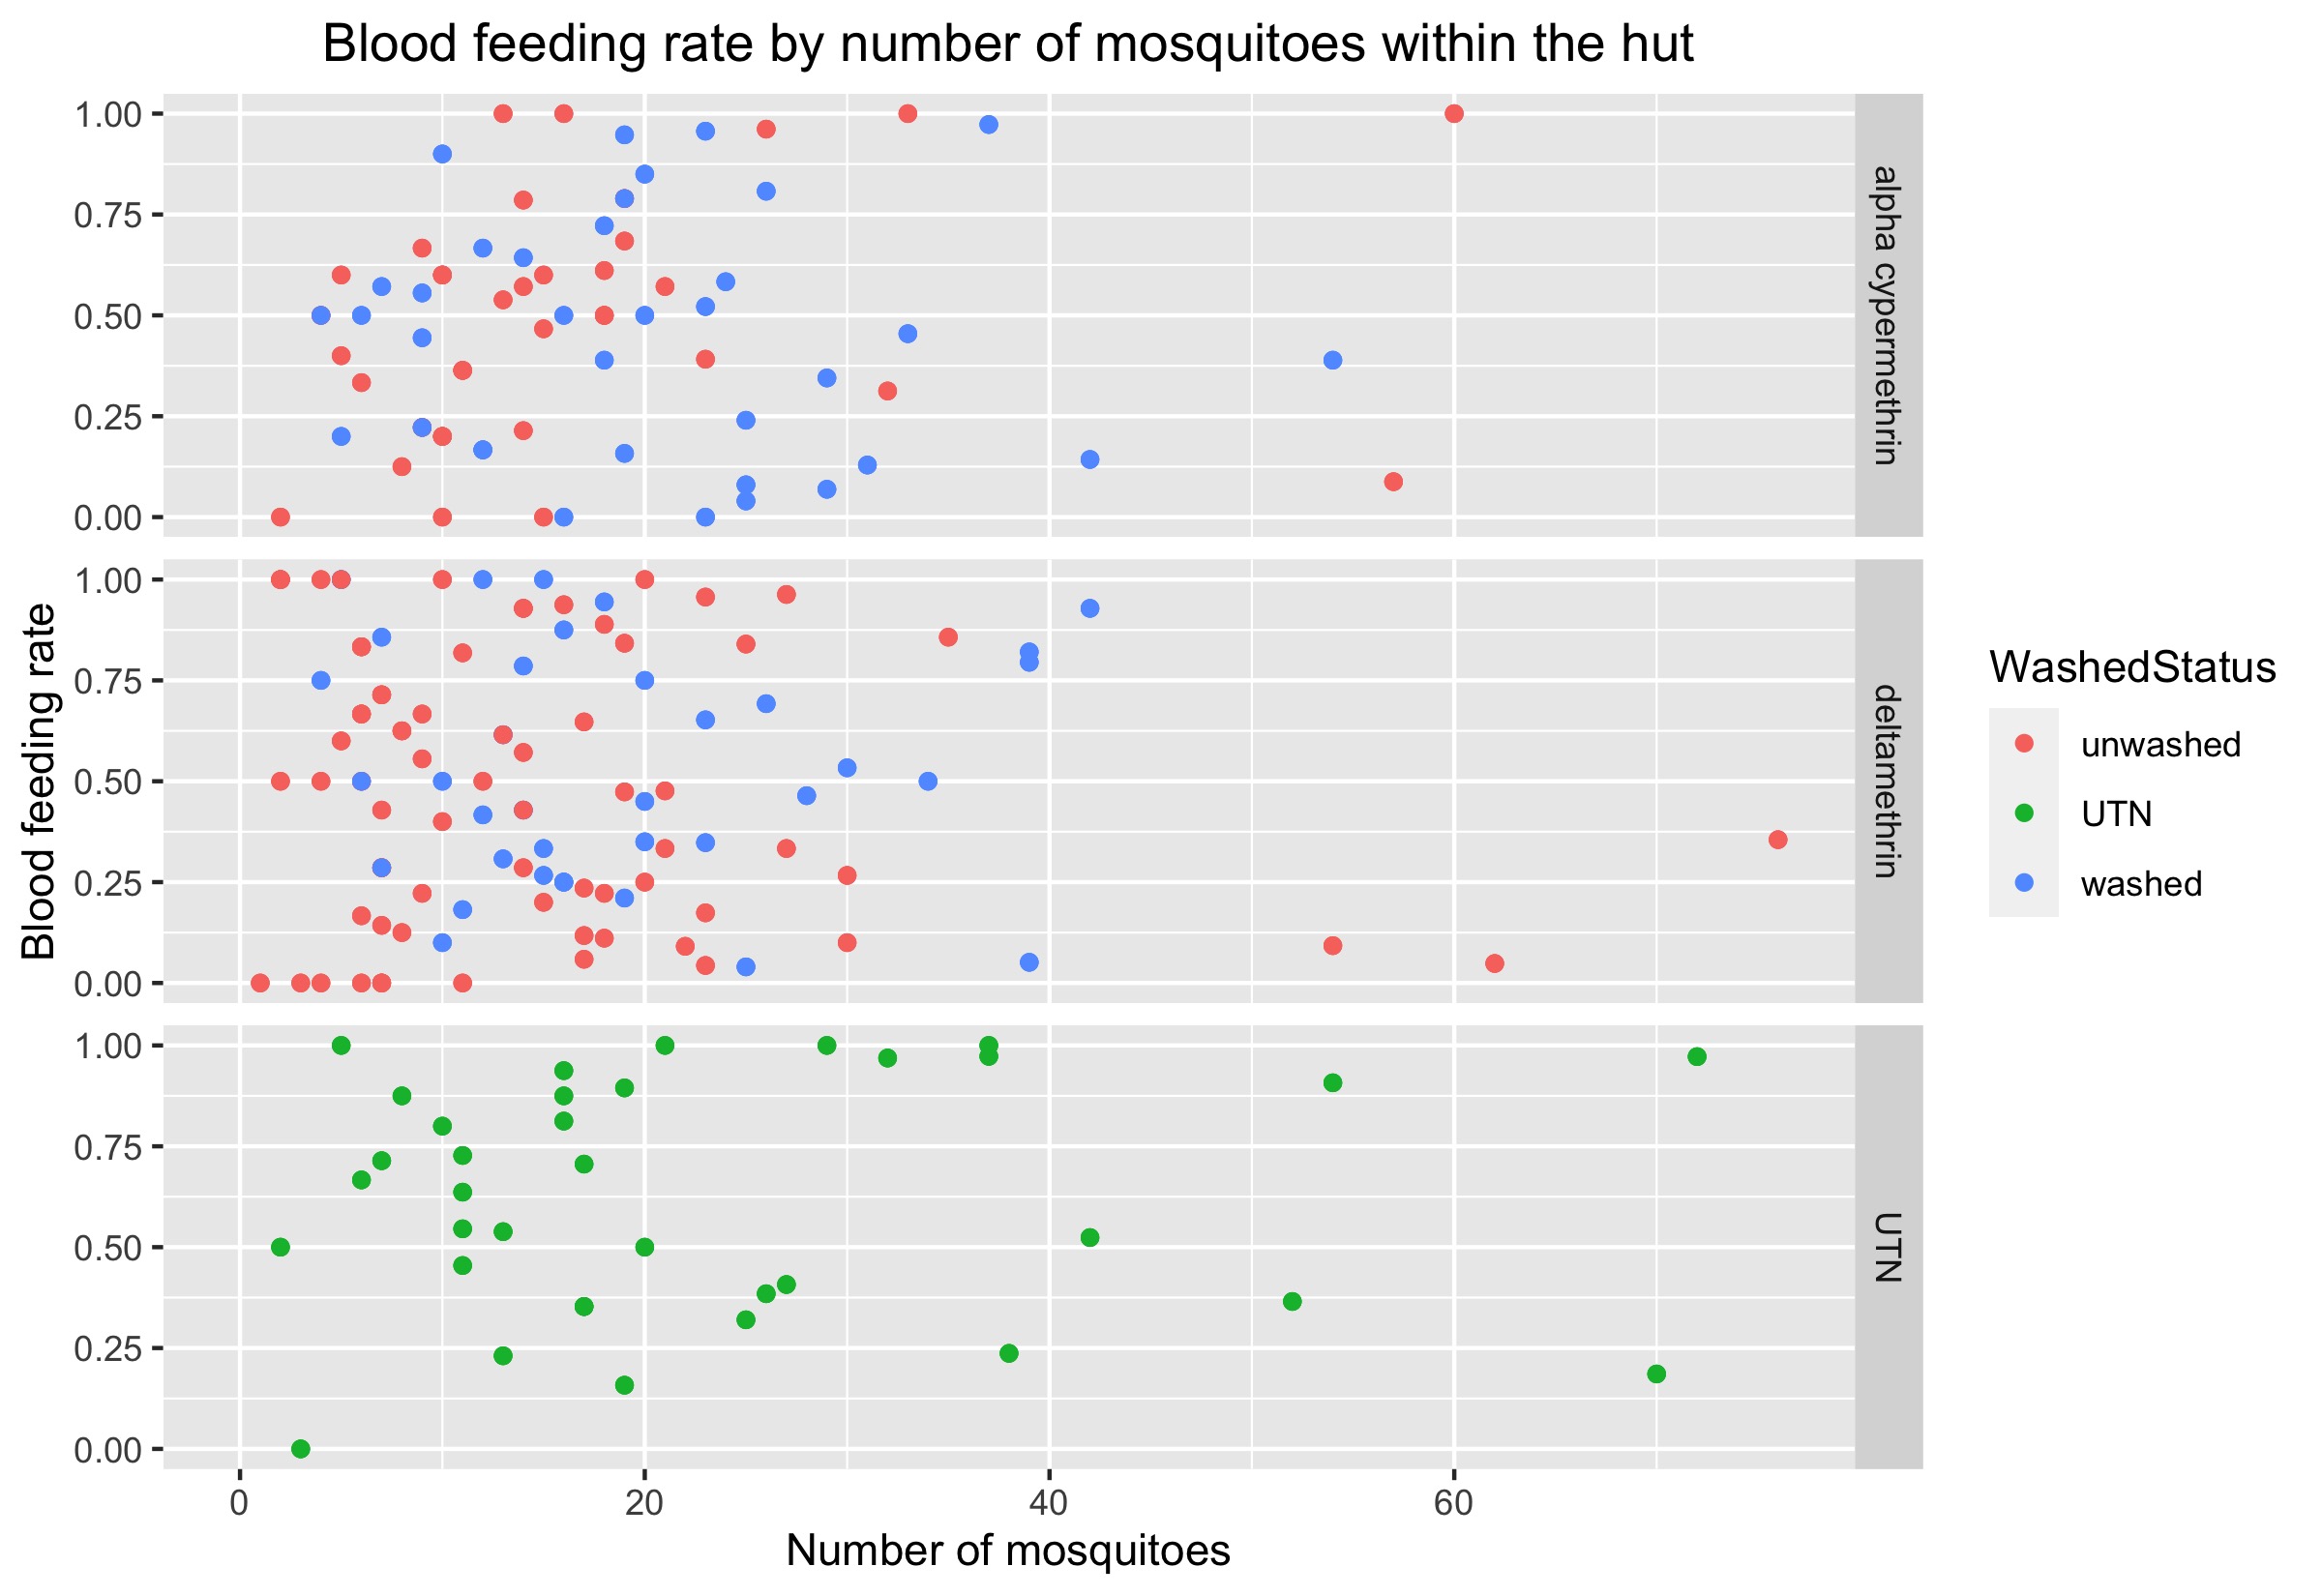 Blood feeding rate by number of mosquitoes within the hut
1.00
0.75
0.50
0.25
0.00
alpha cypermethrin
1.00
0.75
0.50
0.25
0.00
deltamethrin
1.00
0.75
0.50
0.25
0.00
UTN
Blood feeding rate
0 20 40 60
Number of mosquitoes
WashedStatus
unwashed
UTN
washed